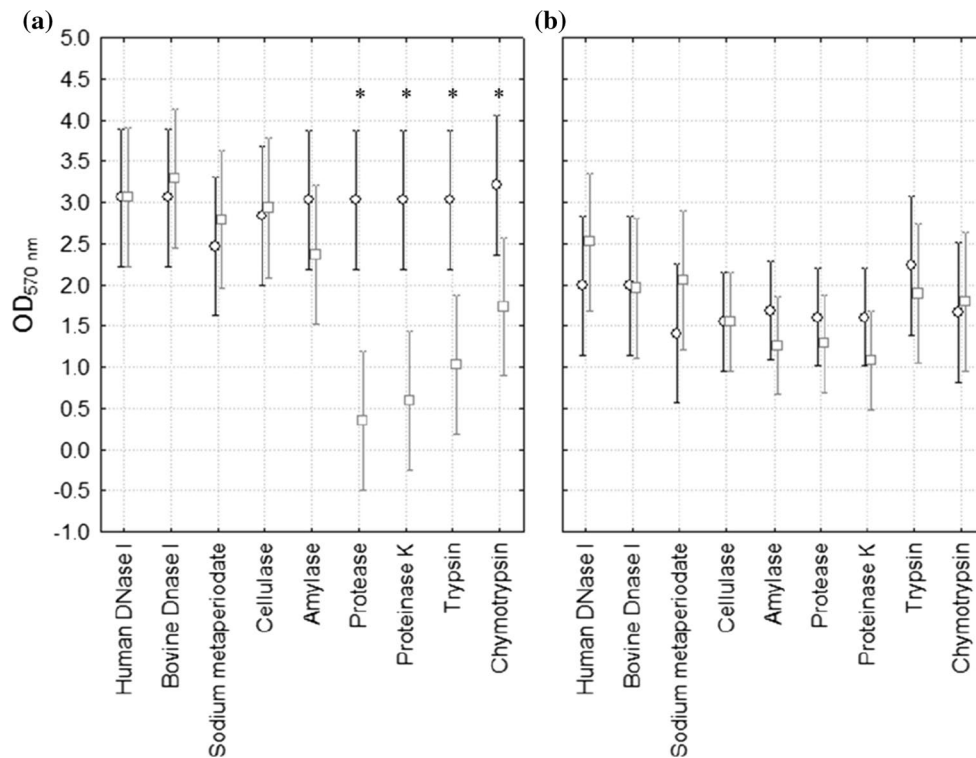 (a)
(b)
5.0
4.5
4.0
3.5
3.0
2.5
2.0
1.5
1.0
0.5
0.0
-0.5
-1.0
OD570 nm
* * * *
Human DNase I
Bovine Dnase I
Sodium metaperiodate
Cellulase
Amylase
Protease
Proteinase K
Trypsin
Chymotrypsin
Human DNase I
Bovine Dnase I
Sodium metaperiodate
Cellulase
Amylase
Protease
Proteinase K
Trypsin
Chymotrypsin